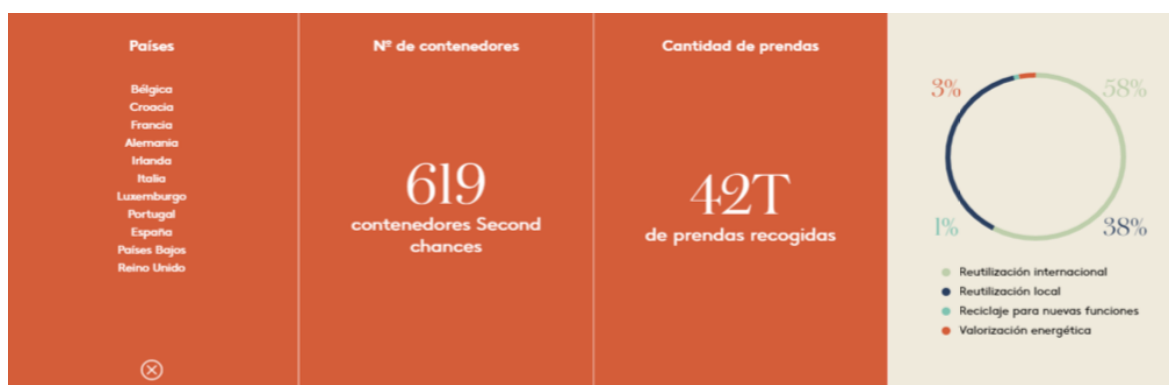 Países
Bélgica
Croacia
Francia
Alemania
Irlanda
Italia
Luxemburgo
Portugal
España
Países Bajos
Reino Unido
Nº de contenedores
619
contenedores Second
chances
Cantidad de prendas
42T
de prendas recogidas
3%
58%
1%
38%
Reutilización internacional
Reutilización local
Reciclaje para nuevas funciones
Valorización energética